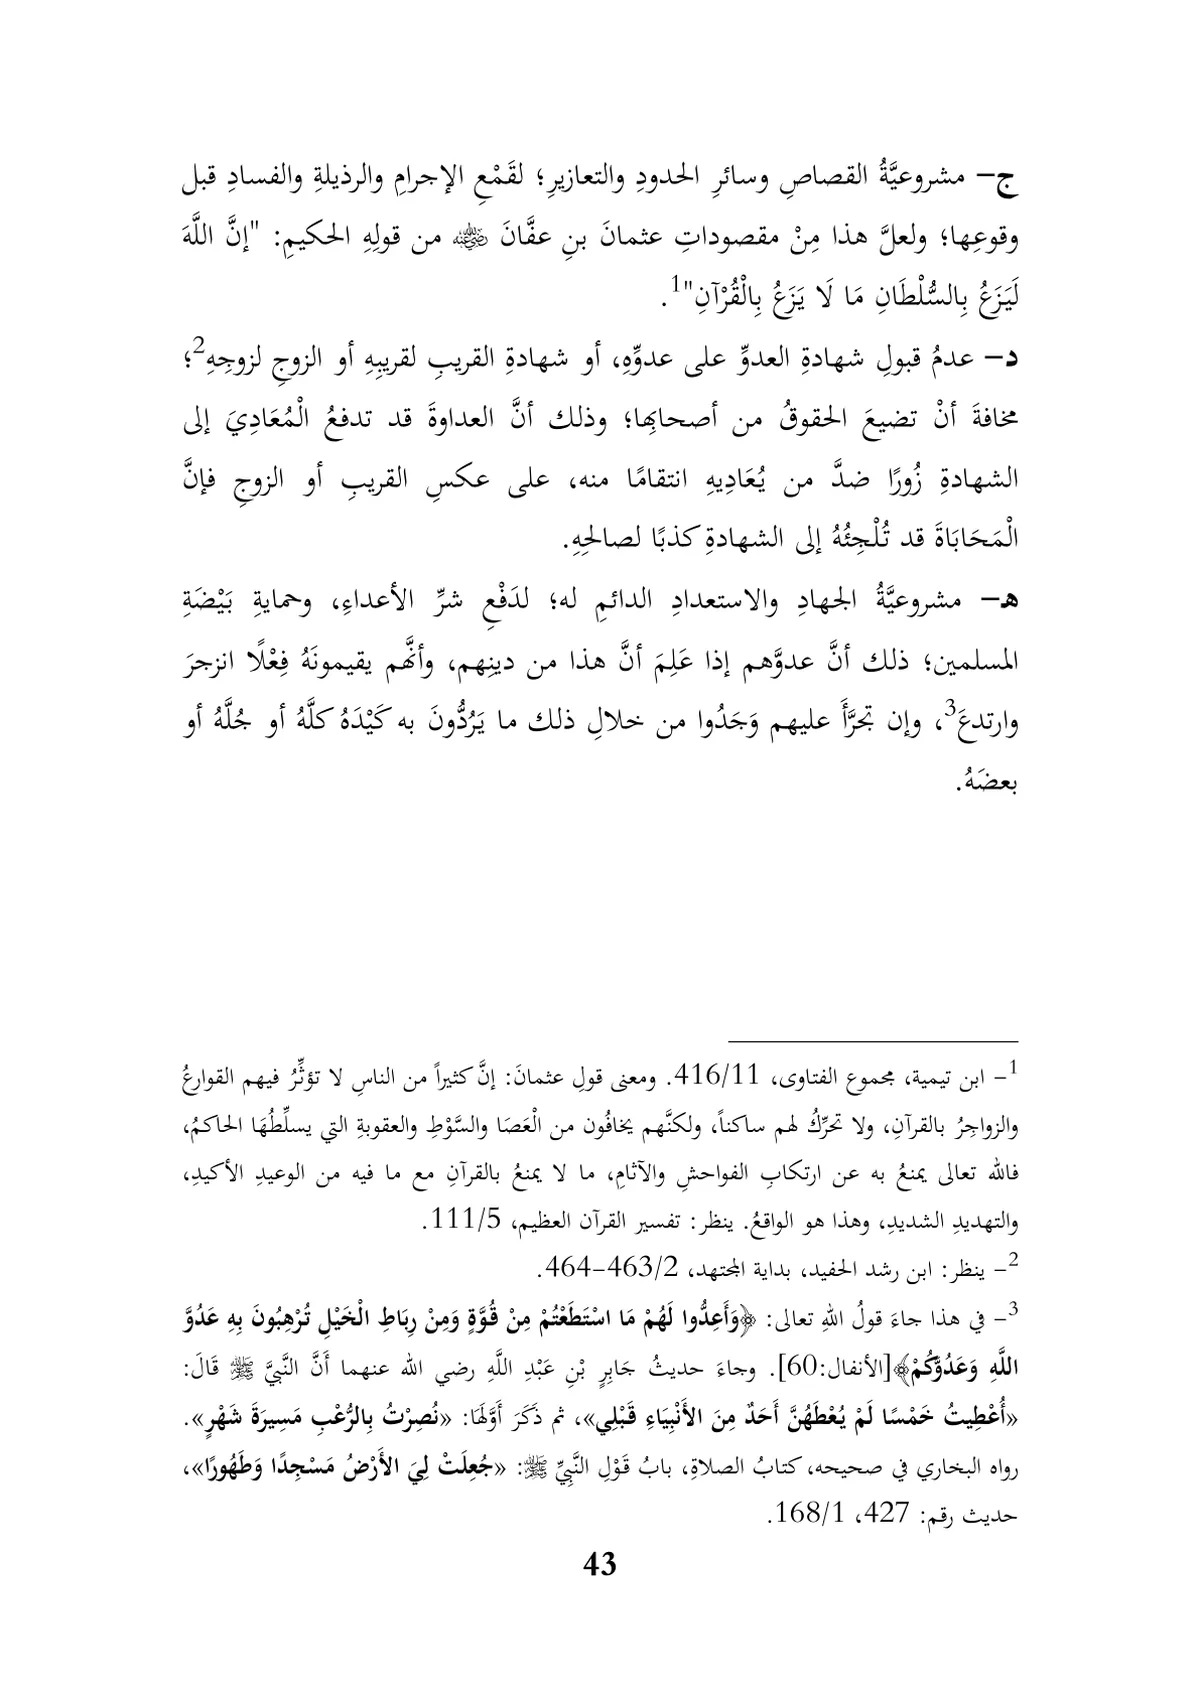 ج- مشروعيَّةُ القصاصِ وسائرِ الحدودِ والتعازيرِ؛ لقَمْعِ الإجرامِ والرذيلةِ والفسادِ قبل
وقوعِها؛ ولعلَّ هذا مِنْ مقصوداتِ عثمانَ بنِ عفَّانَ ﷺ من قولِهِ الحكيمِ: "إنَّ اللَّهَ
لَيَزَعُ بِالسُّلْطَانِ مَا لَا يَزَعُ بِالْقُرْآنِ"1.
د- عدمُ قبولِ شهادةِ العدوِّ على عدوِّهِ، أو شهادةِ القريبِ لقريبِهِ أو الزوجِ لزوجِهِ2؛
مخافةَ أنْ تضيعَ الحقوقُ من أصحابِها؛ وذلك أنَّ العداوةَ قد تدفعُ الْمُعَادِيَ إلى
الشهادةِ زُورًا ضدَّ من يُعَادِيهِ انتقامًا منه، على عكسِ القريبِ أو الزوجِ فإنَّ
الْمَحَابَاةَ قد تُلْجِئُهُ إلى الشهادةِ كذبًا لصالحِهِ.
هـ- مشروعيَّةُ الجهادِ والاستعدادِ الدائمِ له؛ لدَفْعِ شرِّ الأعداءِ، وحمايةِ بَيْضَةِ
المسلمين؛ ذلك أنَّ عدوَّهم إذا عَلِمَ أنَّ هذا من دينِهم، وأنَّهم يقيمونَهُ فِعْلًا انزجرَ
وارتدعَ3، وإن تجرَّأَ عليهم وَجَدُوا من خلالِ ذلك ما يَرُدُّونَ به كَيْدَهُ كلَّهُ أو جُلَّهُ أو
بعضَهُ.
1- ابن تيمية، مجموع الفتاوى، 416/11. ومعنى قولِ عثمانَ: إنَّ كثيراً من الناسِ لا تؤثِّرُ فيهم القوارعُ
والزواجِرُ بالقرآنِ، ولا تحرِّكُ لهم ساكناً، ولكنَّهم يخافُون من الْعَصَا والسَّوْطِ والعقوبةِ التي يسلِّطُهَا الحاكمُ،
فالله تعالى يمنعُ به عن ارتكابِ الفواحشِ والآثامِ، ما لا يمنعُ بالقرآنِ مع ما فيه من الوعيدِ الأكيدِ،
والتهديدِ الشديدِ، وهذا هو الواقعُ. ينظر: تفسير القرآن العظيم، 111/5.
2- ينظر: ابن رشد الحفيد، بداية المجتهد، 463/2-464.
3- في هذا جاءَ قولُ اللهِ تعالى: ﴿وَأَعِدُّوا لَهُمْ مَا اسْتَطَعْتُمْ مِنْ قُوَّةٍ وَمِنْ رِبَاطِ الْخَيْلِ تُرْهِبُونَ بِهِ عَدُوَّ
اللَّهِ وَعَدُوَّكُمْ﴾[الأنفال:60]. وجاءَ حديثُ جَابِرِ بْنِ عَبْدِ اللَّهِ رضي الله عنهما أَنَّ النَّبِيَّ ﷺ قَالَ:
«أُعْطِيتُ خَمْسًا لَمْ يُعْطَهُنَّ أَحَدٌ مِنَ الأَنْبِيَاءِ قَبْلِي»، ثم ذَكَرَ أَوَّلَهَا: «نُصِرْتُ بِالرُّعْبِ مَسِيرَةَ شَهْرٍ».
رواه البخاري في صحيحه، كتابُ الصلاةِ، بابُ قَوْلِ النَّبِيِّ ﷺ: «جُعِلَتْ لِيَ الأَرْضُ مَسْجِدًا وَطَهُورًا»،
حديث رقم: 427، 168/1.
43